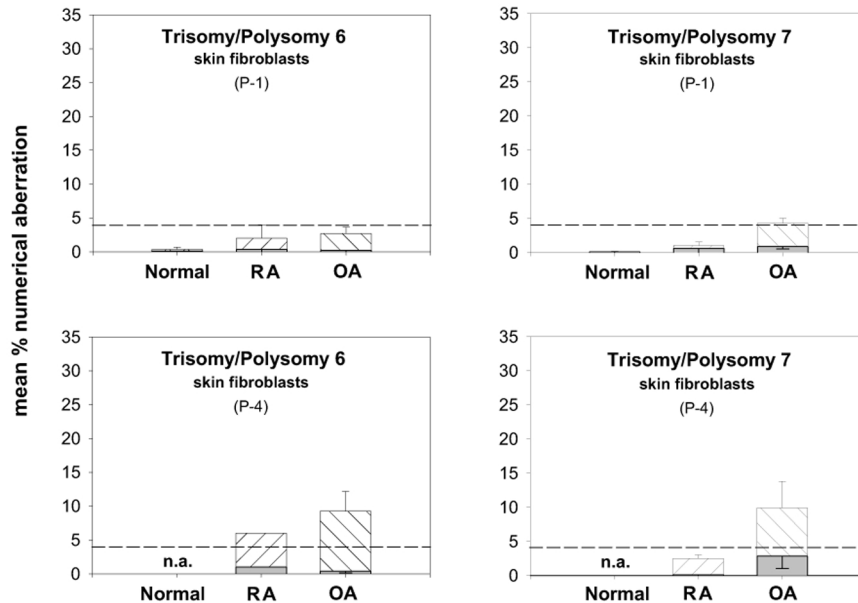 mean % numerical aberration
35
30
25
20
15
10
5
0
Trisomy/Polysomy 6
skin fibroblasts
(P-1)
Normal RA OA
35
30
25
20
15
10
5
0
Trisomy/Polysomy 7
skin fibroblasts
(P-1)
Normal RA OA
35
30
25
20
15
10
5
0
Trisomy/Polysomy 6
skin fibroblasts
(P-4)
n.a.
Normal RA OA
35
30
25
20
15
10
5
0
Trisomy/Polysomy 7
skin fibroblasts
(P-4)
n.a.
Normal RA OA